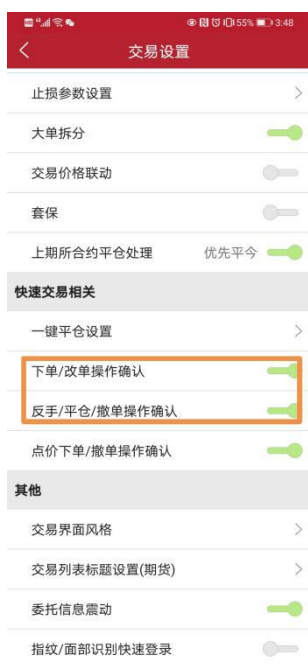 HD 55% 3:48
交易设置
止损参数设置
大单拆分
交易价格联动
套保
上期所合约平仓处理 优先平今
快速交易相关
一键平仓设置
下单/改单操作确认
反手/平仓/撤单操作确认
点价下单/撤单操作确认
其他
交易界面风格
交易列表标题设置(期货)
委托信息震动
指纹/面部识别快速登录